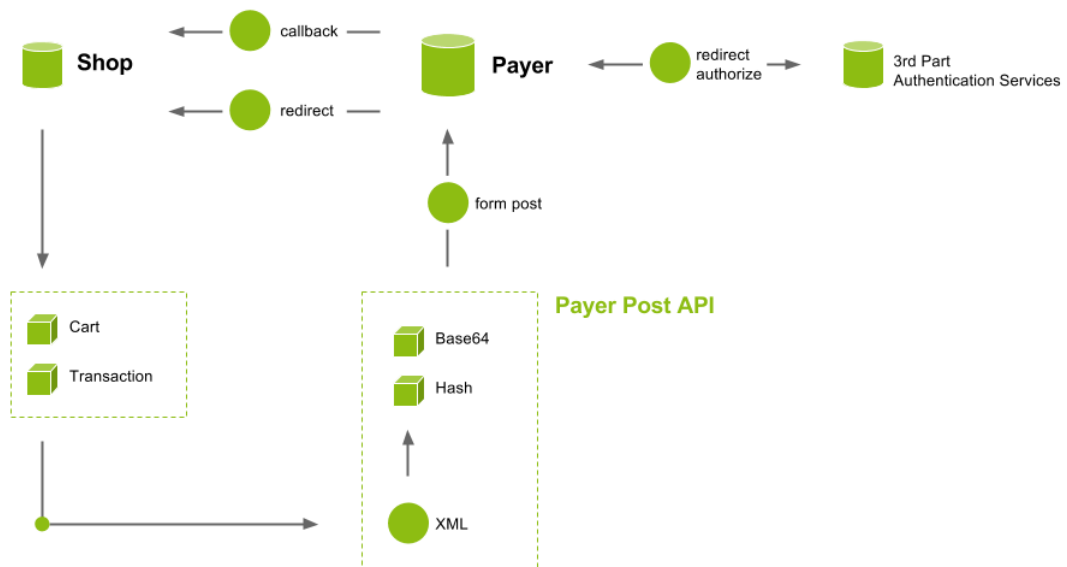 callback
Shop
Payer
redirect
authorize
3rd Part
Authentication Services
redirect
form post
Payer Post API
Cart
Base64
Transaction
Hash
XML